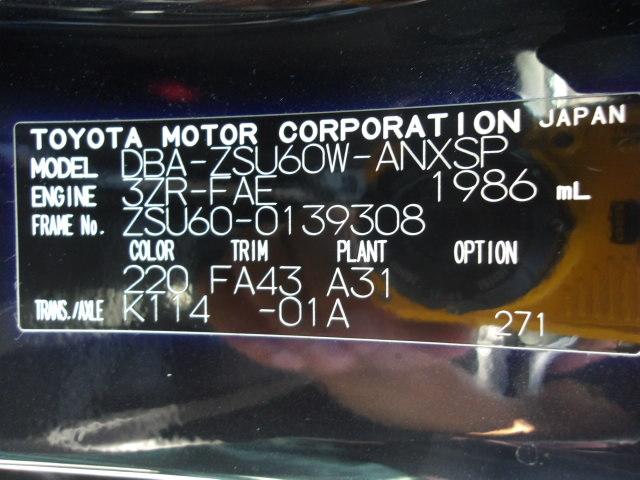 TOYOTA MOTOR CORPORATION JAPAN
MODEL DBA-ZSU60W-ANXSP
ENGINE 3ZR-FAE 1986 mL
FRAME No. ZSU60-0139308
COLOR TRIM PLANT OPTION
220 FA43 A31
TRANS./AXLE K114 -01A
271